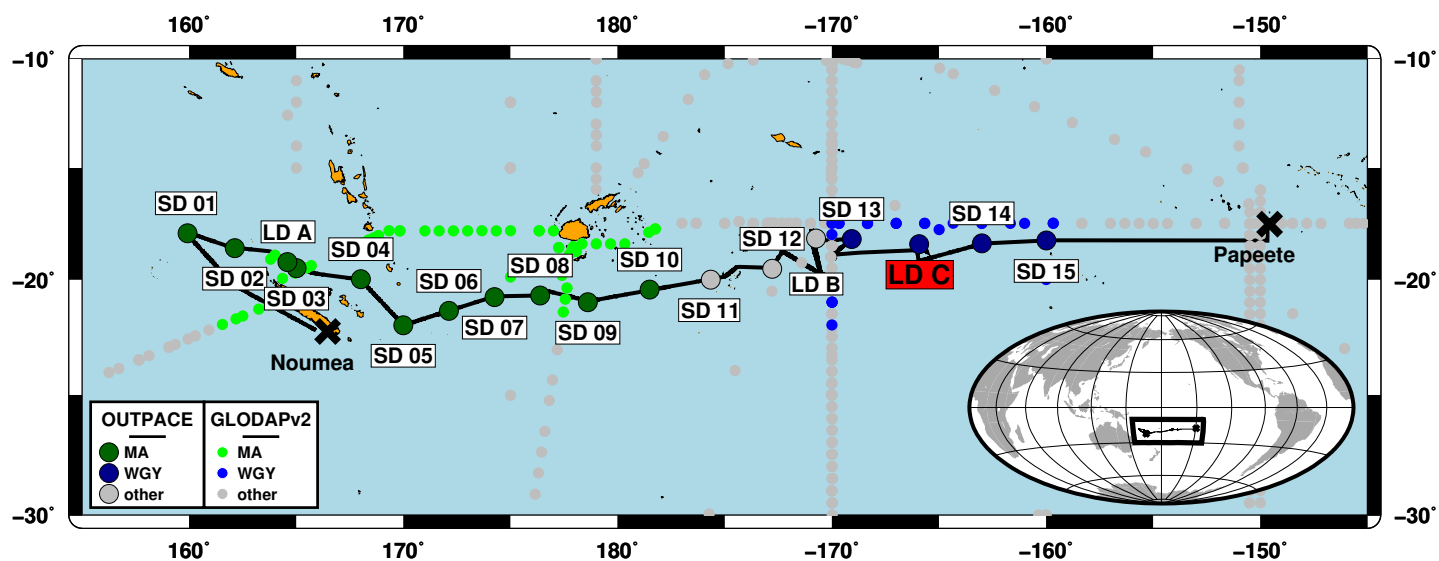 160˚ 170˚ 180˚ −170˚ −160˚ −150˚
−10˚ −10˚
SD 01
SD 13
SD 14
LD A
SD 04
SD 12
Papeete
SD 08
SD 10
−20˚ −20˚
SD 02
SD 06
LD B
LD C
SD 15
SD 03
SD 11
SD 07
SD 09
Noumea
SD 05
OUTPACE GLODAPv2
MA MA
WGY WGY
other other
−30˚ −30˚
160˚ 170˚ 180˚ −170˚ −160˚ −150˚